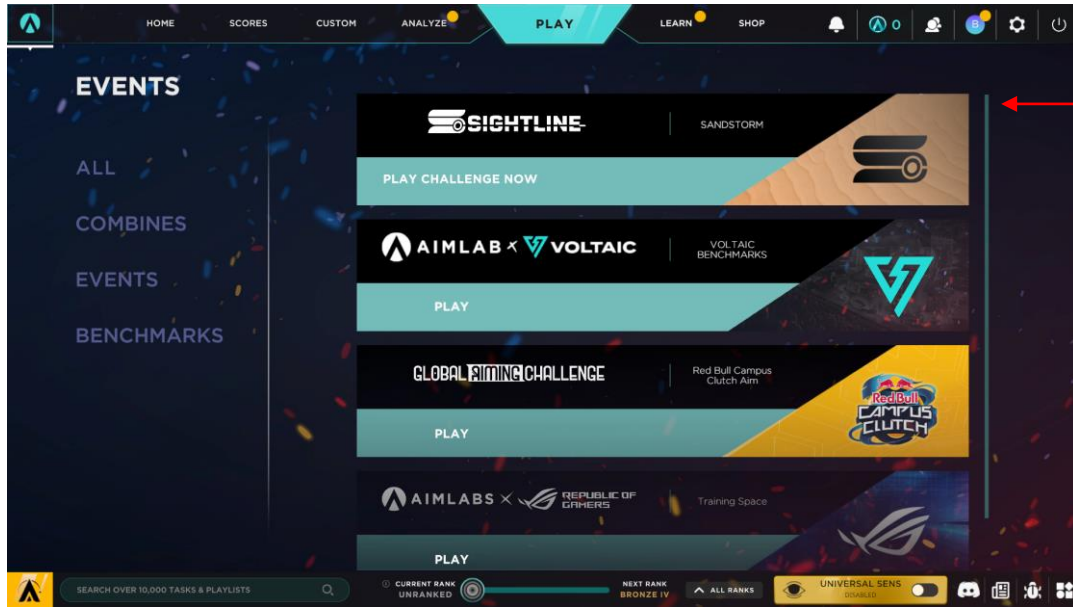 HOME SCORES CUSTOM ANALYZE PLAY LEARN SHOP 0 B
EVENTS
ALL
COMBINES
EVENTS
BENCHMARKS
SIGHTLINE
SANDSTORM
PLAY CHALLENGE NOW
AIMLAB × VOLTAIC
VOLTAIC
BENCHMARKS
PLAY
GLOBAL AIMING CHALLENGE
Red Bull Campus
Clutch Aim
Red Bull
CAMPUS
CLUTCH
PLAY
AIMLABS × REPUBLIC OF
GAMERS
Training Space
PLAY
SEARCH OVER 10,000 TASKS & PLAYLISTS
CURRENT RANK
UNRANKED
NEXT RANK
BRONZE IV
ALL RANKS
UNIVERSAL SENS
DISABLED